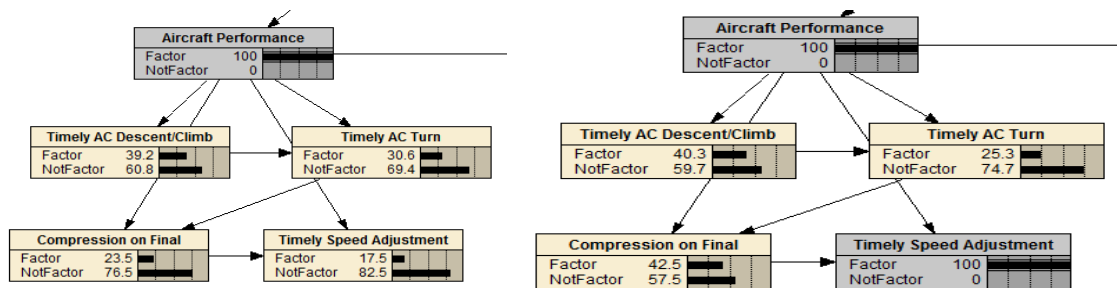 Aircraft Performance
Factor 100
NotFactor 0
Timely AC Descent/Climb
Factor 39.2
NotFactor 60.8
Timely AC Turn
Factor 30.6
NotFactor 69.4
Compression on Final
Factor 23.5
NotFactor 76.5
Timely Speed Adjustment
Factor 17.5
NotFactor 82.5
Aircraft Performance
Factor 100
NotFactor 0
Timely AC Descent/Climb
Factor 40.3
NotFactor 59.7
Timely AC Turn
Factor 25.3
NotFactor 74.7
Compression on Final
Factor 42.5
NotFactor 57.5
Timely Speed Adjustment
Factor 100
NotFactor 0